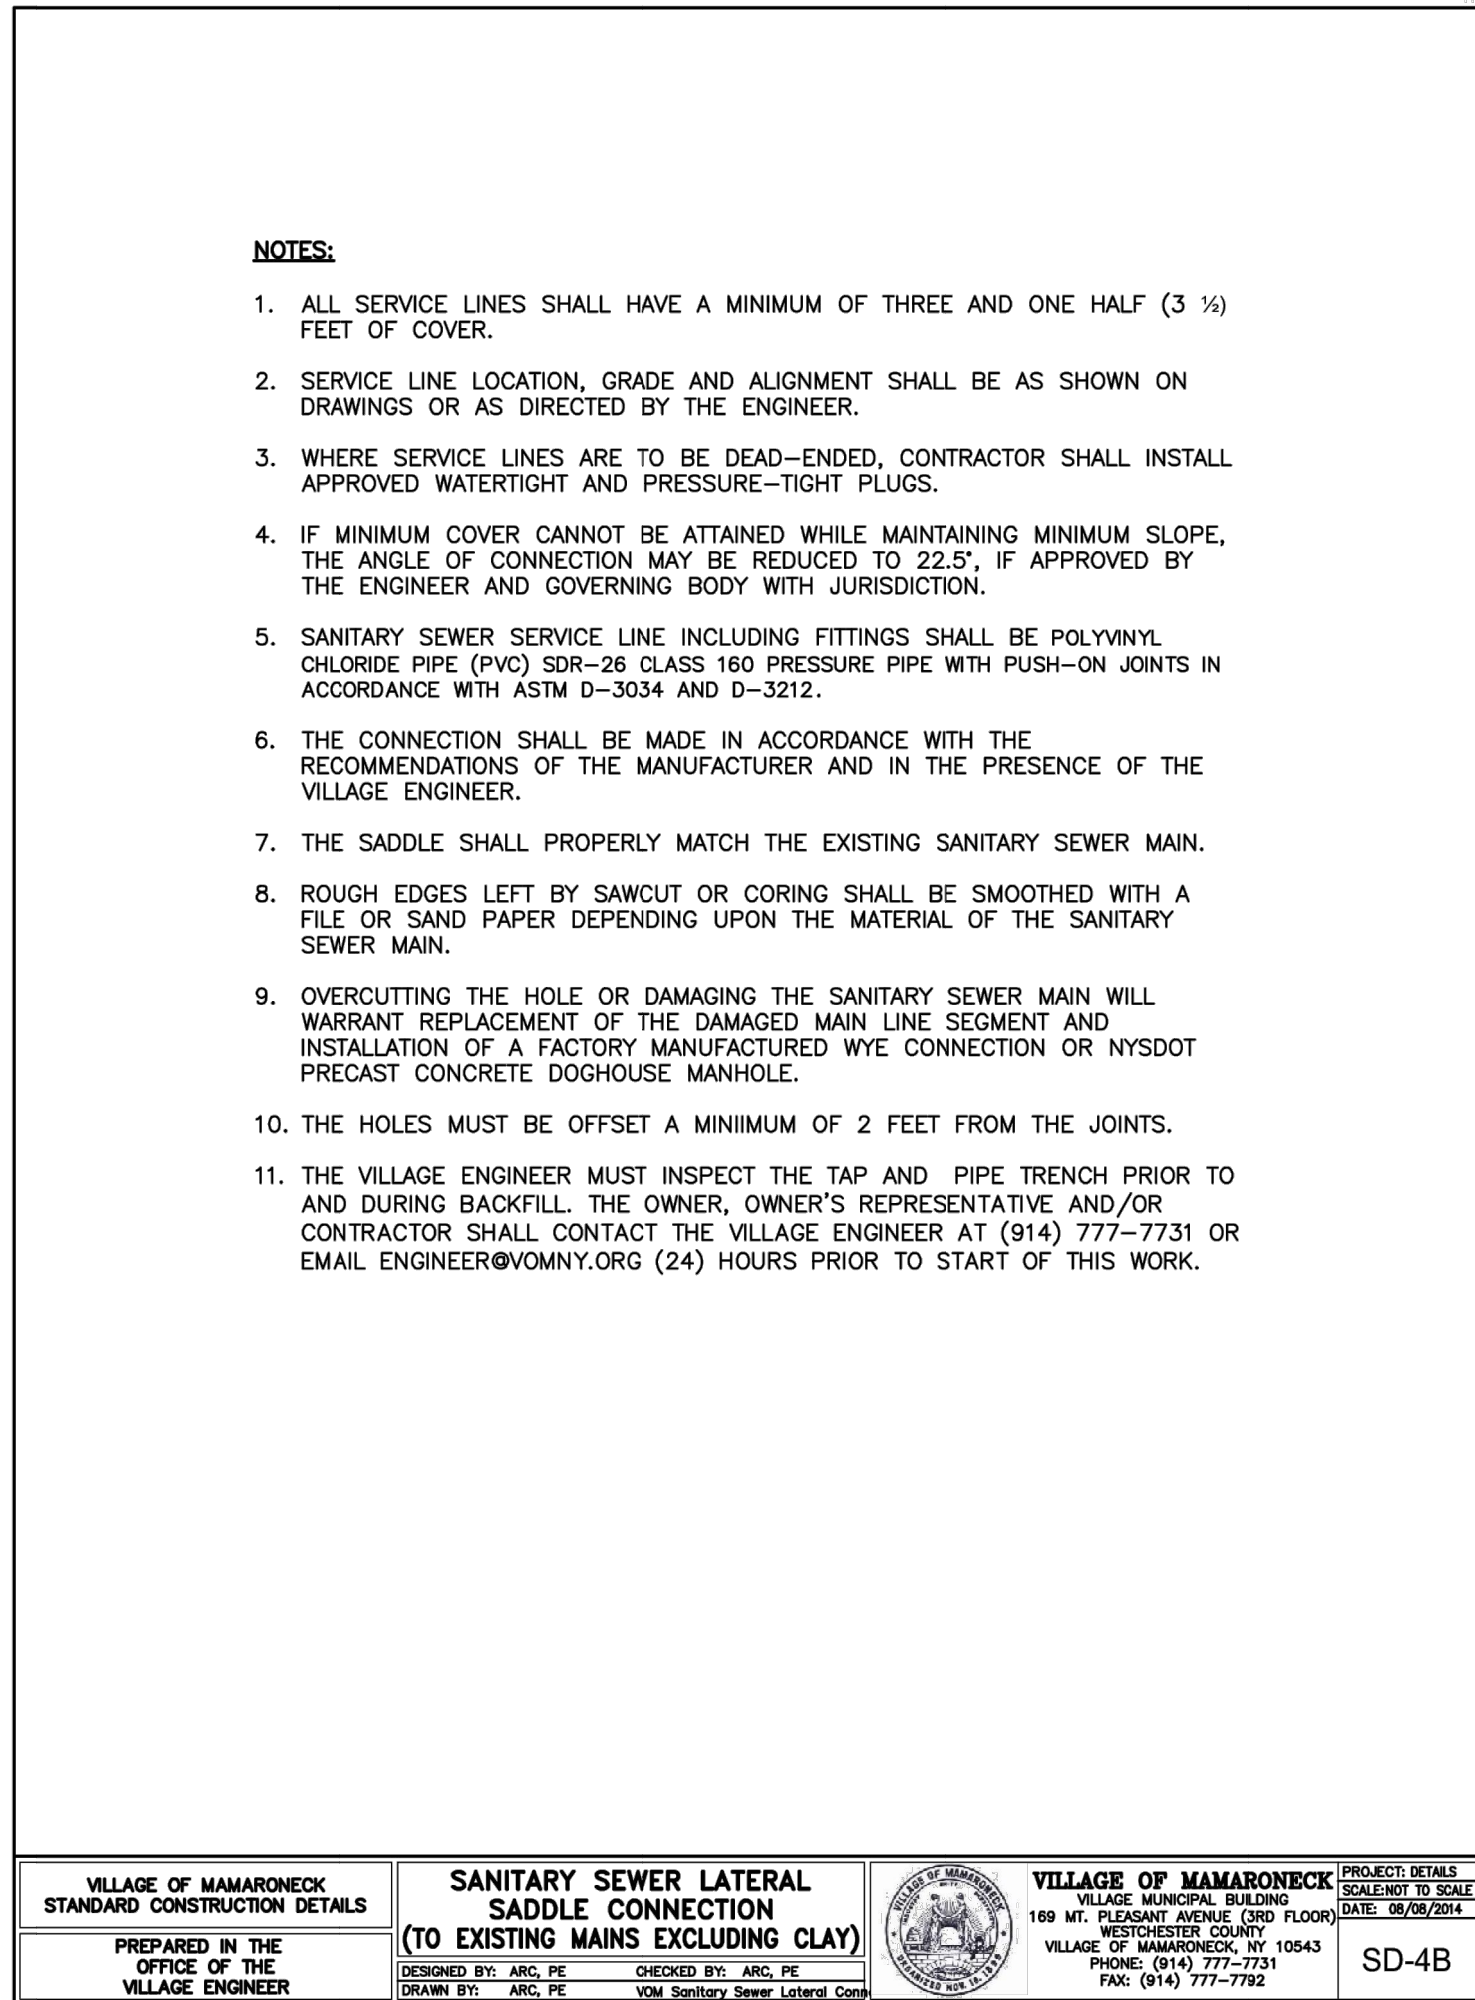 NOTES:
1. ALL SERVICE LINES SHALL HAVE A MINIMUM OF THREE AND ONE HALF (3 ½)
FEET OF COVER.
2. SERVICE LINE LOCATION, GRADE AND ALIGNMENT SHALL BE AS SHOWN ON
DRAWINGS OR AS DIRECTED BY THE ENGINEER.
3. WHERE SERVICE LINES ARE TO BE DEAD-ENDED, CONTRACTOR SHALL INSTALL
APPROVED WATERTIGHT AND PRESSURE-TIGHT PLUGS.
4. IF MINIMUM COVER CANNOT BE ATTAINED WHILE MAINTAINING MINIMUM SLOPE,
THE ANGLE OF CONNECTION MAY BE REDUCED TO 22.5°, IF APPROVED BY
THE ENGINEER AND GOVERNING BODY WITH JURISDICTION.
5. SANITARY SEWER SERVICE LINE INCLUDING FITTINGS SHALL BE POLYVINYL
CHLORIDE PIPE (PVC) SDR-26 CLASS 160 PRESSURE PIPE WITH PUSH-ON JOINTS IN
ACCORDANCE WITH ASTM D-3034 AND D-3212.
6. THE CONNECTION SHALL BE MADE IN ACCORDANCE WITH THE
RECOMMENDATIONS OF THE MANUFACTURER AND IN THE PRESENCE OF THE
VILLAGE ENGINEER.
7. THE SADDLE SHALL PROPERLY MATCH THE EXISTING SANITARY SEWER MAIN.
8. ROUGH EDGES LEFT BY SAWCUT OR CORING SHALL BE SMOOTHED WITH A
FILE OR SAND PAPER DEPENDING UPON THE MATERIAL OF THE SANITARY
SEWER MAIN.
9. OVERCUTTING THE HOLE OR DAMAGING THE SANITARY SEWER MAIN WILL
WARRANT REPLACEMENT OF THE DAMAGED MAIN LINE SEGMENT AND
INSTALLATION OF A FACTORY MANUFACTURED WYE CONNECTION OR NYSDOT
PRECAST CONCRETE DOGHOUSE MANHOLE.
10. THE HOLES MUST BE OFFSET A MINIIMUM OF 2 FEET FROM THE JOINTS.
11. THE VILLAGE ENGINEER MUST INSPECT THE TAP AND PIPE TRENCH PRIOR TO
AND DURING BACKFILL. THE OWNER, OWNER'S REPRESENTATIVE AND/OR
CONTRACTOR SHALL CONTACT THE VILLAGE ENGINEER AT (914) 777-7731 OR
EMAIL ENGINEER@VOMNY.ORG (24) HOURS PRIOR TO START OF THIS WORK.
VILLAGE OF MAMARONECK
STANDARD CONSTRUCTION DETAILS
PREPARED IN THE
OFFICE OF THE
VILLAGE ENGINEER
SANITARY SEWER LATERAL
SADDLE CONNECTION
(TO EXISTING MAINS EXCLUDING CLAY)
DESIGNED BY: ARC, PE CHECKED BY: ARC, PE
DRAWN BY: ARC, PE VOM Sanitary Sewer Lateral Conn
VILLAGE OF MAMARONECK
ORGANIZED NOV. 18, 1895
VILLAGE OF MAMARONECK
VILLAGE MUNICIPAL BUILDING
169 MT. PLEASANT AVENUE (3RD FLOOR)
WESTCHESTER COUNTY
VILLAGE OF MAMARONECK, NY 10543
PHONE: (914) 777-7731
FAX: (914) 777-7792
PROJECT: DETAILS
SCALE:NOT TO SCALE
DATE: 08/08/2014
SD-4B